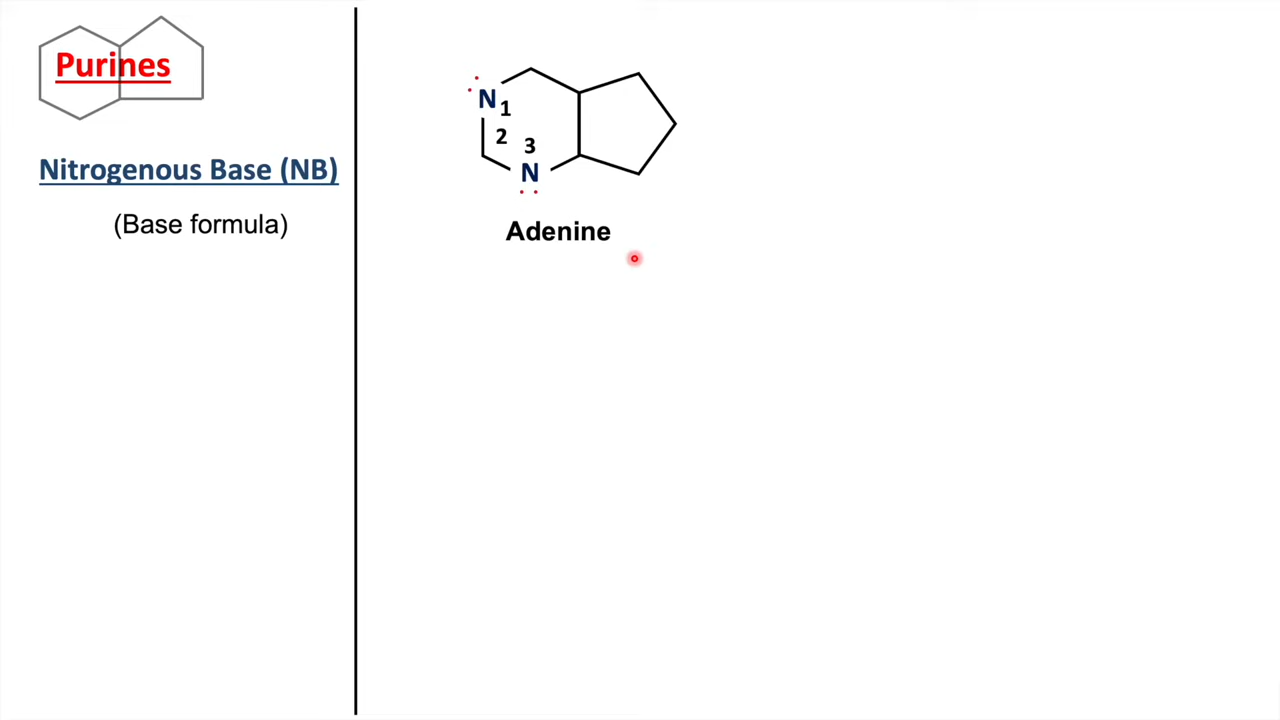 Purines
Nitrogenous Base (NB)
(Base formula)
N 1
2 3
N
Adenine